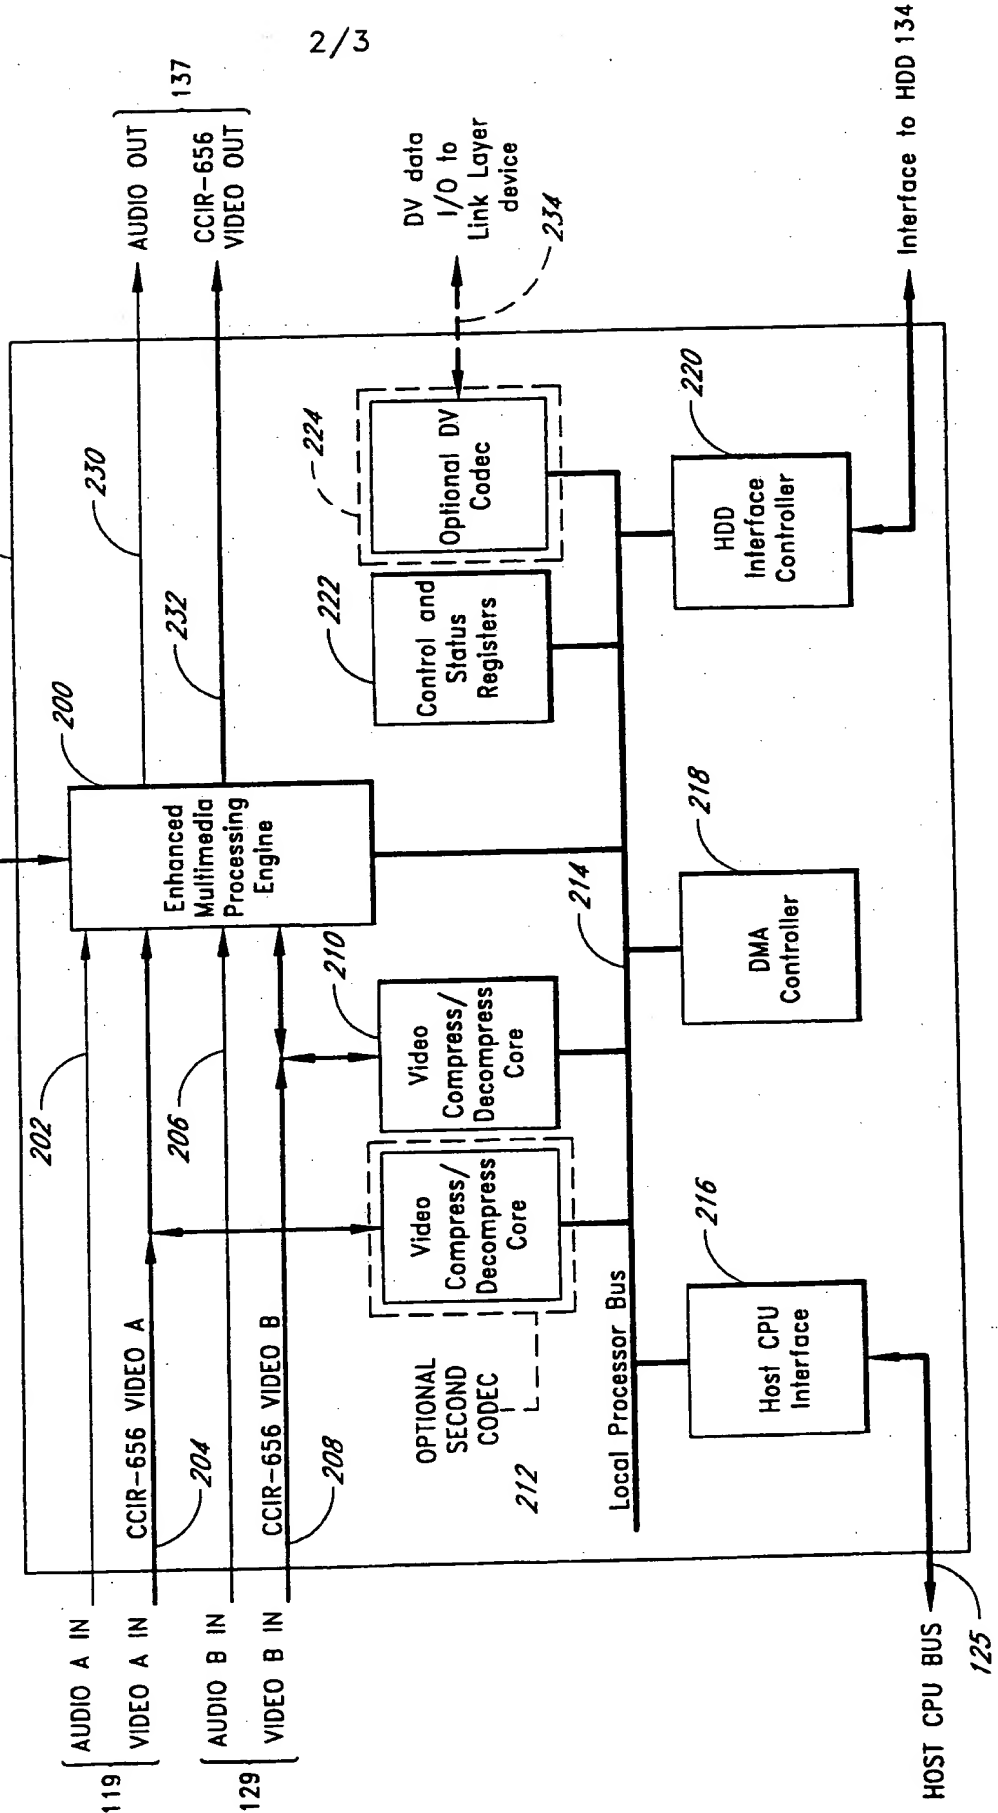 2/3
119
AUDIO A IN
VIDEO A IN
129
AUDIO B IN
VIDEO B IN
CCIR-656 VIDEO A
204
CCIR-656 VIDEO B
208
202
206
200
Enhanced
Multimedia
Processing
Engine
230
232
AUDIO OUT
CCIR-656
VIDEO OUT
137
OPTIONAL
SECOND
CODEC
212
Video
Compress/
Decompress
Core
210
Video
Compress/
Decompress
Core
222
Control and
Status
Registers
224
Optional DV
Codec
DV data
I/O to
Link Layer
device
234
Local Processor Bus
214
216
Host CPU
Interface
218
DMA
Controller
220
HDD
Interface
Controller
HOST CPU BUS
125
Interface to HDD 134